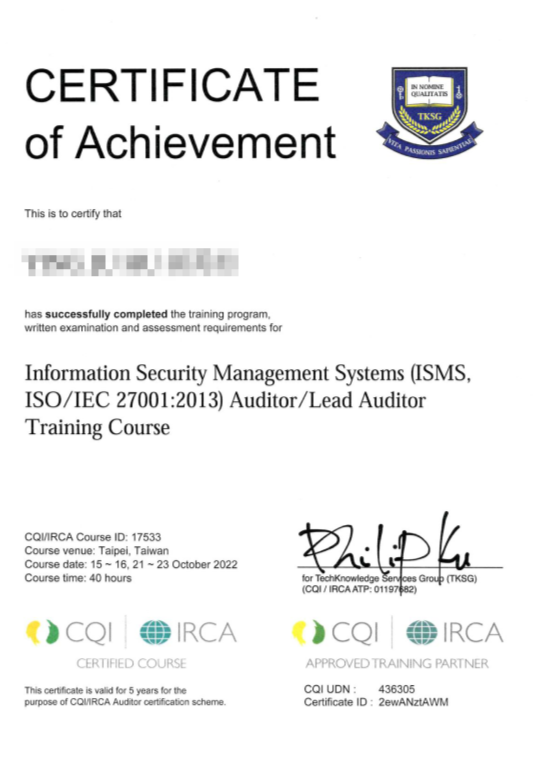 CERTIFICATE
of Achievement
IN NOMINE
QUALITATIS
TKSG
VITA PASSIONIS SAPIENTIAE
This is to certify that
has successfully completed the training program,
written examination and assessment requirements for
Information Security Management Systems (ISMS,
ISO/IEC 27001:2013) Auditor/Lead Auditor
Training Course
CQI/IRCA Course ID: 17533
Course venue: Taipei, Taiwan
Course date: 15 ~ 16, 21 ~ 23 October 2022
Course time: 40 hours
Philip Ku
for TechKnowledge Services Group (TKSG)
(CQI / IRCA ATP: 01197682)
CQI IRCA
CERTIFIED COURSE
CQI IRCA
APPROVED TRAINING PARTNER
This certificate is valid for 5 years for the
purpose of CQI/IRCA Auditor certification scheme.
CQI UDN : 436305
Certificate ID : 2ewANztAWM